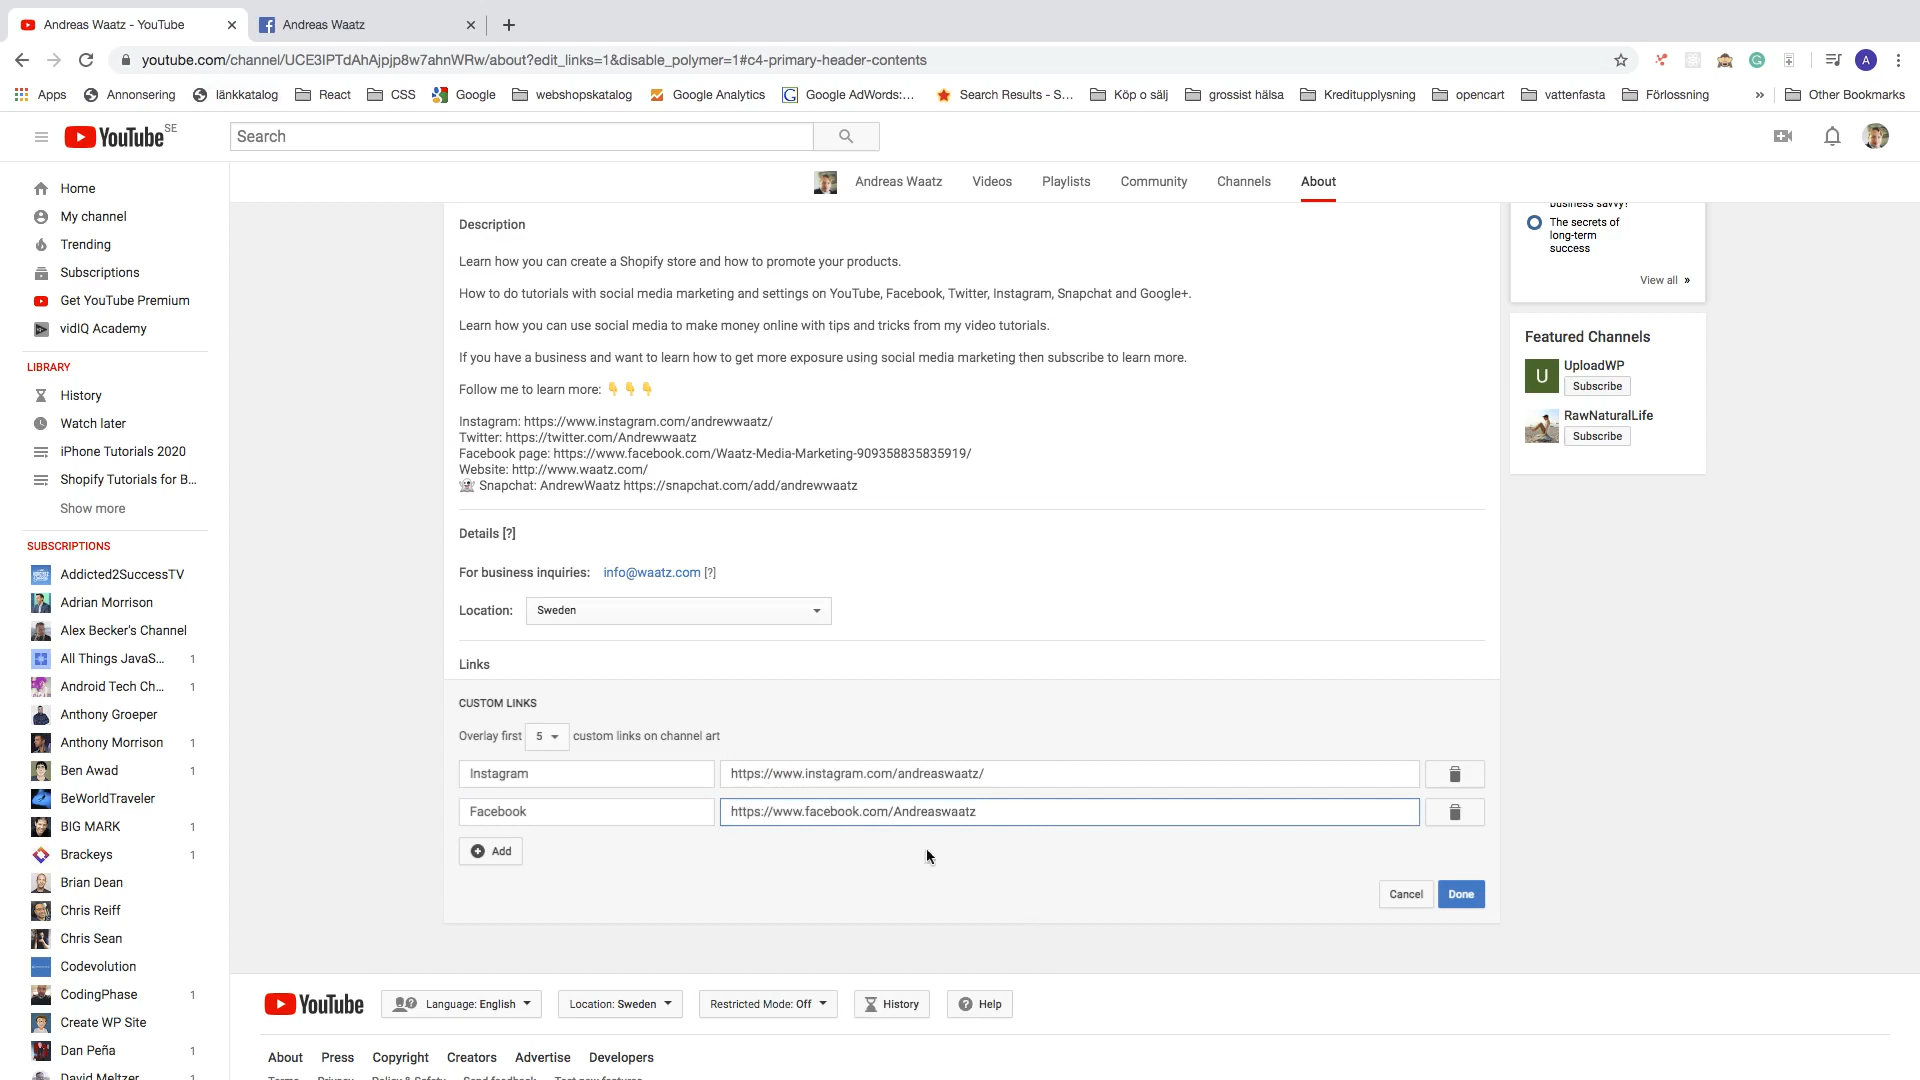 Andreas Waatz - YouTube
Andreas Waatz
youtube.com/channel/UCE3IPTdAhAjpjp8w7ahnWRw/about?edit_links=1&disable_polymer=1#c4-primary-header-contents
A
Apps
Annonsering
länkkatalog
React
CSS
Google
webshopskatalog
Google Analytics
Google AdWords:...
Search Results - S...
Köp o sälj
grossist hälsa
Kreditupplysning
opencart
vattenfasta
Förlossning
»
Other Bookmarks
YouTube SE
Search
Home
My channel
Trending
Subscriptions
Get YouTube Premium
vidIQ Academy
LIBRARY
History
Watch later
iPhone Tutorials 2020
Shopify Tutorials for B...
Show more
SUBSCRIPTIONS
Addicted2SuccessTV
Adrian Morrison
Alex Becker's Channel
All Things JavaS... 1
Android Tech Ch... 1
Anthony Groeper
Anthony Morrison 1
Ben Awad 1
BeWorldTraveler
BIG MARK 1
Brackeys 1
Brian Dean
Chris Reiff
Chris Sean
Codevolution
CodingPhase 1
Create WP Site
Dan Peña 1
David Meltzer 1
Andreas Waatz
Videos
Playlists
Community
Channels
About
Description
Learn how you can create a Shopify store and how to promote your products.
How to do tutorials with social media marketing and settings on YouTube, Facebook, Twitter, Instagram, Snapchat and Google+.
Learn how you can use social media to make money online with tips and tricks from my video tutorials.
If you have a business and want to learn how to get more exposure using social media marketing then subscribe to learn more.
Follow me to learn more: 👇 👇 👇
Instagram: https://www.instagram.com/andrewwaatz/
Twitter: https://twitter.com/Andrewwaatz
Facebook page: https://www.facebook.com/Waatz-Media-Marketing-909358835835919/
Website: http://www.waatz.com/
👻 Snapchat: AndrewWaatz https://snapchat.com/add/andrewwaatz
Details [?]
For business inquiries: info@waatz.com [?]
Location: Sweden
Links
CUSTOM LINKS
Overlay first 5 custom links on channel art
Instagram https://www.instagram.com/andreaswaatz/
Facebook https://www.facebook.com/Andreaswaatz
Add
Cancel
Done
business savvy?
The secrets of
long-term
success
View all »
Featured Channels
U
UploadWP
Subscribe
RawNaturalLife
Subscribe
YouTube
Language: English
Location: Sweden
Restricted Mode: Off
History
Help
About
Press
Copyright
Creators
Advertise
Developers
Terms
Privacy
Policy & Safety
Send feedback
Test new features